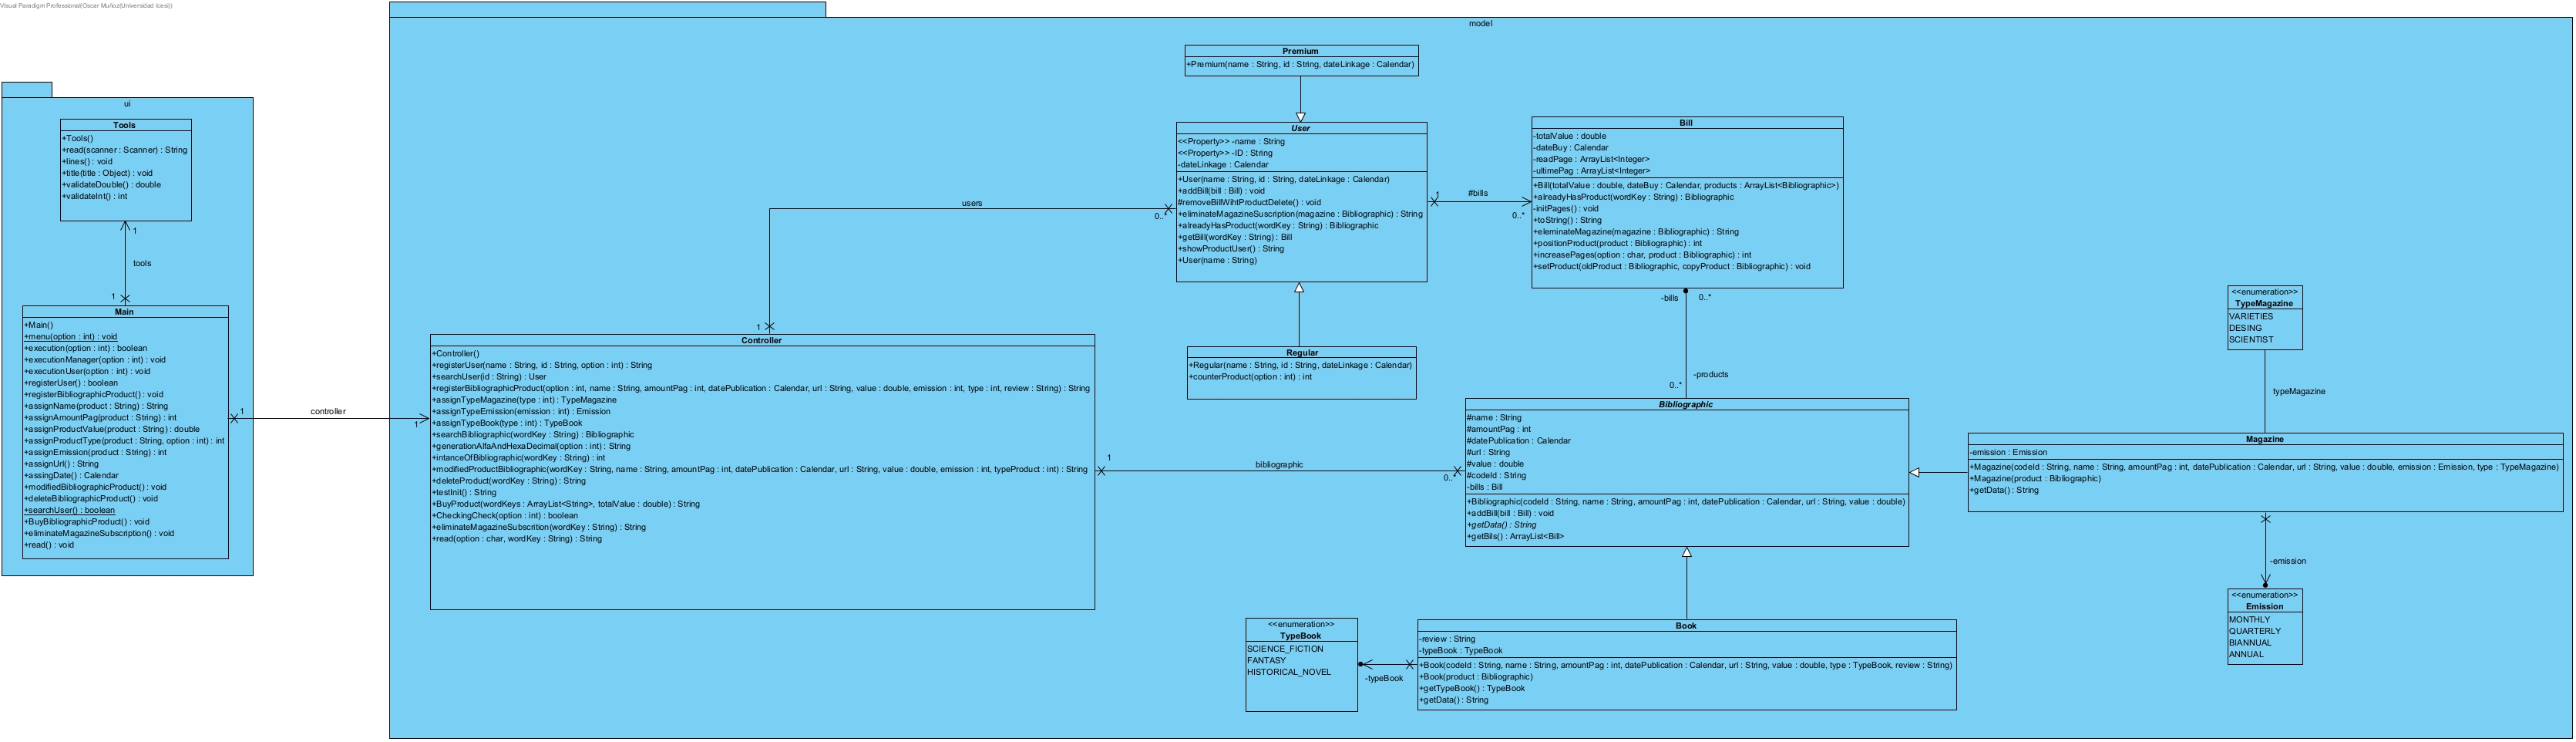 Visual Paradigm Professional(Oscar Muñoz(Universidad Icesi))
model
ui
Tools
+Tools()
+read(scanner : Scanner) : String
+lines() : void
+title(title : Object) : void
+validateDouble() : double
+validateInt() : int
1
tools
1
Main
+Main()
+menu(option : int) : void
+execution(option : int) : boolean
+executionManager(option : int) : void
+executionUser(option : int) : void
+registerUser() : boolean
+registerBibliographicProduct() : void
+assignName(product : String) : String
+assignAmountPag(product : String) : int
+assignProductValue(product : String) : double
+assignProductType(product : String, option : int) : int
+assignEmission(product : String) : int
+assignUrl() : String
+assingDate() : Calendar
+modifiedBibliographicProduct() : void
+deleteBibliographicProduct() : void
+searchUser() : boolean
+BuyBibliographicProduct() : void
+eliminateMagazineSubscription() : void
+read() : void
1
controller
1
Controller
+Controller()
+registerUser(name : String, id : String, option : int) : String
+searchUser(id : String) : User
+registerBibliographicProduct(option : int, name : String, amountPag : int, datePublication : Calendar, url : String, value : double, emission : int, type : int, review : String) : String
+assignTypeMagazine(type : int) : TypeMagazine
+assignTypeEmission(emission : int) : Emission
+assignTypeBook(type : int) : TypeBook
+searchBibliographic(wordKey : String) : Bibliographic
+generationAlfaAndHexaDecimal(option : int) : String
+intanceOfBibliographic(wordKey : String) : int
+modifiedProductBibliographic(wordKey : String, name : String, amountPag : int, datePublication : Calendar, url : String, value : double, emission : int, typeProduct : int) : String
+deleteProduct(wordKey : String) : String
+testInit() : String
+BuyProduct(wordKeys : ArrayList<String>, totalValue : double) : String
+CheckingCheck(option : int) : boolean
+eliminateMagazineSubscrition(wordKey : String) : String
+read(option : char, wordKey : String) : String
1
users
0..*
1
bibliographic
0..*
Premium
+Premium(name : String, id : String, dateLinkage : Calendar)
User
<<Property>> -name : String
<<Property>> -ID : String
-dateLinkage : Calendar
+User(name : String, id : String, dateLinkage : Calendar)
+addBill(bill : Bill) : void
#removeBillWihtProductDelete() : void
+eliminateMagazineSuscription(magazine : Bibliographic) : String
+alreadyHasProduct(wordKey : String) : Bibliographic
+getBill(wordKey : String) : Bill
+showProductUser() : String
+User(name : String)
1
#bills
0..*
Regular
+Regular(name : String, id : String, dateLinkage : Calendar)
+counterProduct(option : int) : int
Bill
-totalValue : double
-dateBuy : Calendar
-readPage : ArrayList<Integer>
-ultimePag : ArrayList<Integer>
+Bill(totalValue : double, dateBuy : Calendar, products : ArrayList<Bibliographic>)
+alreadyHasProduct(wordKey : String) : Bibliographic
-initPages() : void
+toString() : String
+eleminateMagazine(magazine : Bibliographic) : String
+positionProduct(product : Bibliographic) : int
+increasePages(option : char, product : Bibliographic) : int
+setProduct(oldProduct : Bibliographic, copyProduct : Bibliographic) : void
-bills
0..*
-products
0..*
Bibliographic
#name : String
#amountPag : int
#datePublication : Calendar
#url : String
#value : double
#codeId : String
-bills : Bill
+Bibliographic(codeId : String, name : String, amountPag : int, datePublication : Calendar, url : String, value : double)
+addBill(bill : Bill) : void
+getData() : String
+getBils() : ArrayList<Bill>
<<enumeration>>
TypeMagazine
VARIETIES
DESING
SCIENTIST
typeMagazine
Magazine
-emission : Emission
+Magazine(codeId : String, name : String, amountPag : int, datePublication : Calendar, url : String, value : double, emission : Emission, type : TypeMagazine)
+Magazine(product : Bibliographic)
+getData() : String
-emission
<<enumeration>>
Emission
MONTHLY
QUARTERLY
BIANNUAL
ANNUAL
<<enumeration>>
TypeBook
SCIENCE_FICTION
FANTASY
HISTORICAL_NOVEL
-typeBook
Book
-review : String
-typeBook : TypeBook
+Book(codeId : String, name : String, amountPag : int, datePublication : Calendar, url : String, value : double, type : TypeBook, review : String)
+Book(product : Bibliographic)
+getTypeBook() : TypeBook
+getData() : String